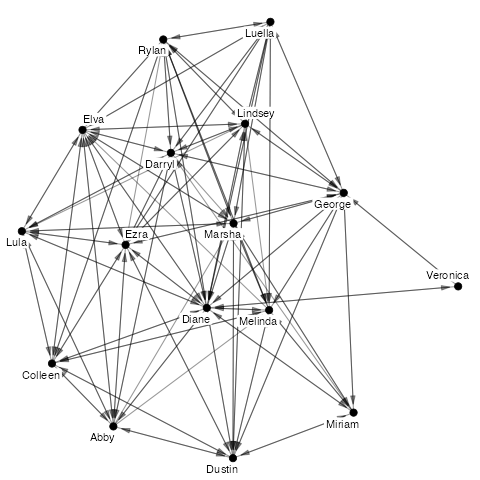 Luella
Rylan
Lindsey
Elva
Darryl
George
Ezra
Marsha
Lula
Veronica
Diane
Melinda
Colleen
Miriam
Abby
Dustin